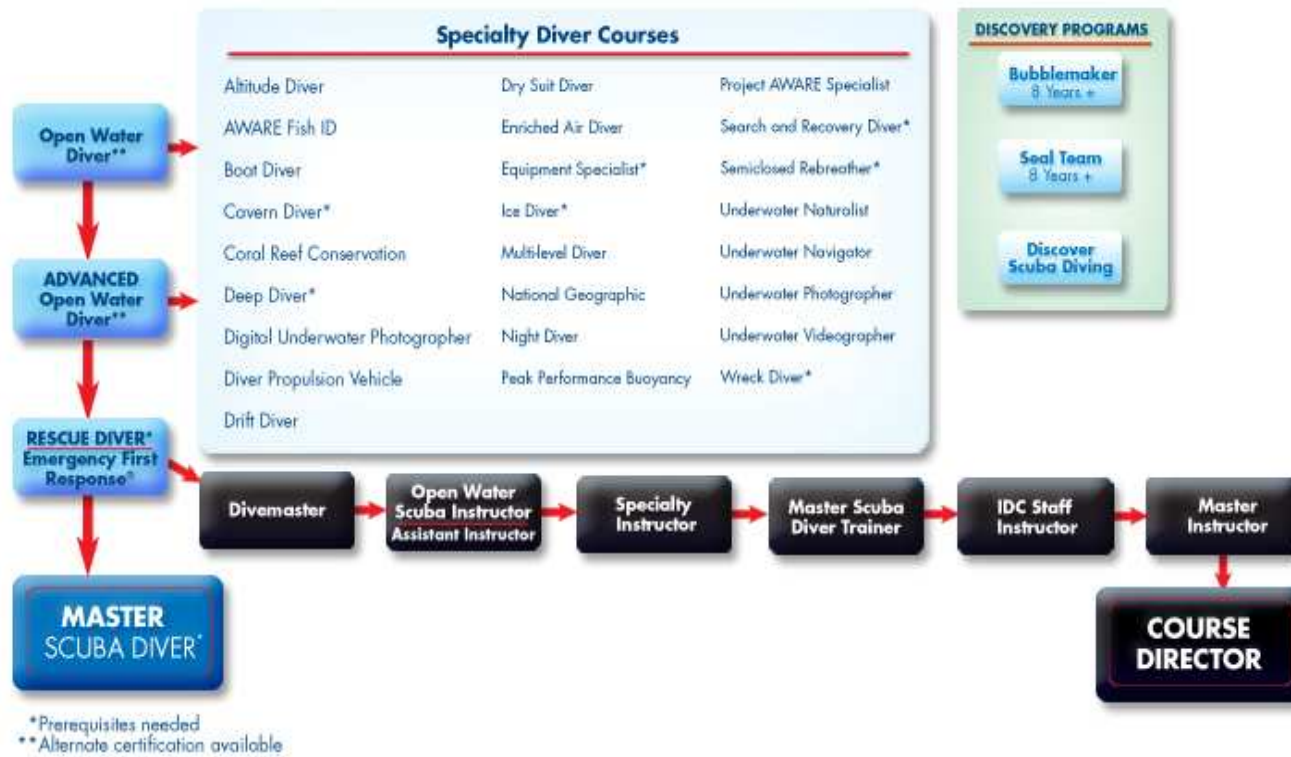 Specialty Diver Courses
Altitude Diver
AWARE Fish ID
Boat Diver
Cavern Diver*
Coral Reef Conservation
Deep Diver*
Digital Underwater Photographer
Diver Propulsion Vehicle
Drift Diver
Dry Suit Diver
Enriched Air Diver
Equipment Specialist*
Ice Diver*
Multi-level Diver
National Geographic
Night Diver
Peak Performance Buoyancy
Project AWARE Specialist
Search and Recovery Diver*
Semiclosed Rebreather*
Underwater Naturalist
Underwater Navigator
Underwater Photographer
Underwater Videographer
Wreck Diver*
DISCOVERY PROGRAMS
Bubblemaker
8 Years +
Seal Team
8 Years +
Discover
Scuba Diving
Open Water
Diver**
ADVANCED
Open Water
Diver**
RESCUE DIVER*
Emergency First
Response®
MASTER
SCUBA DIVER*
Divemaster
Open Water
Scuba Instructor
Assistant Instructor
Specialty
Instructor
Master Scuba
Diver Trainer
IDC Staff
Instructor
Master
Instructor
COURSE
DIRECTOR
*Prerequisites needed
**Alternate certification available